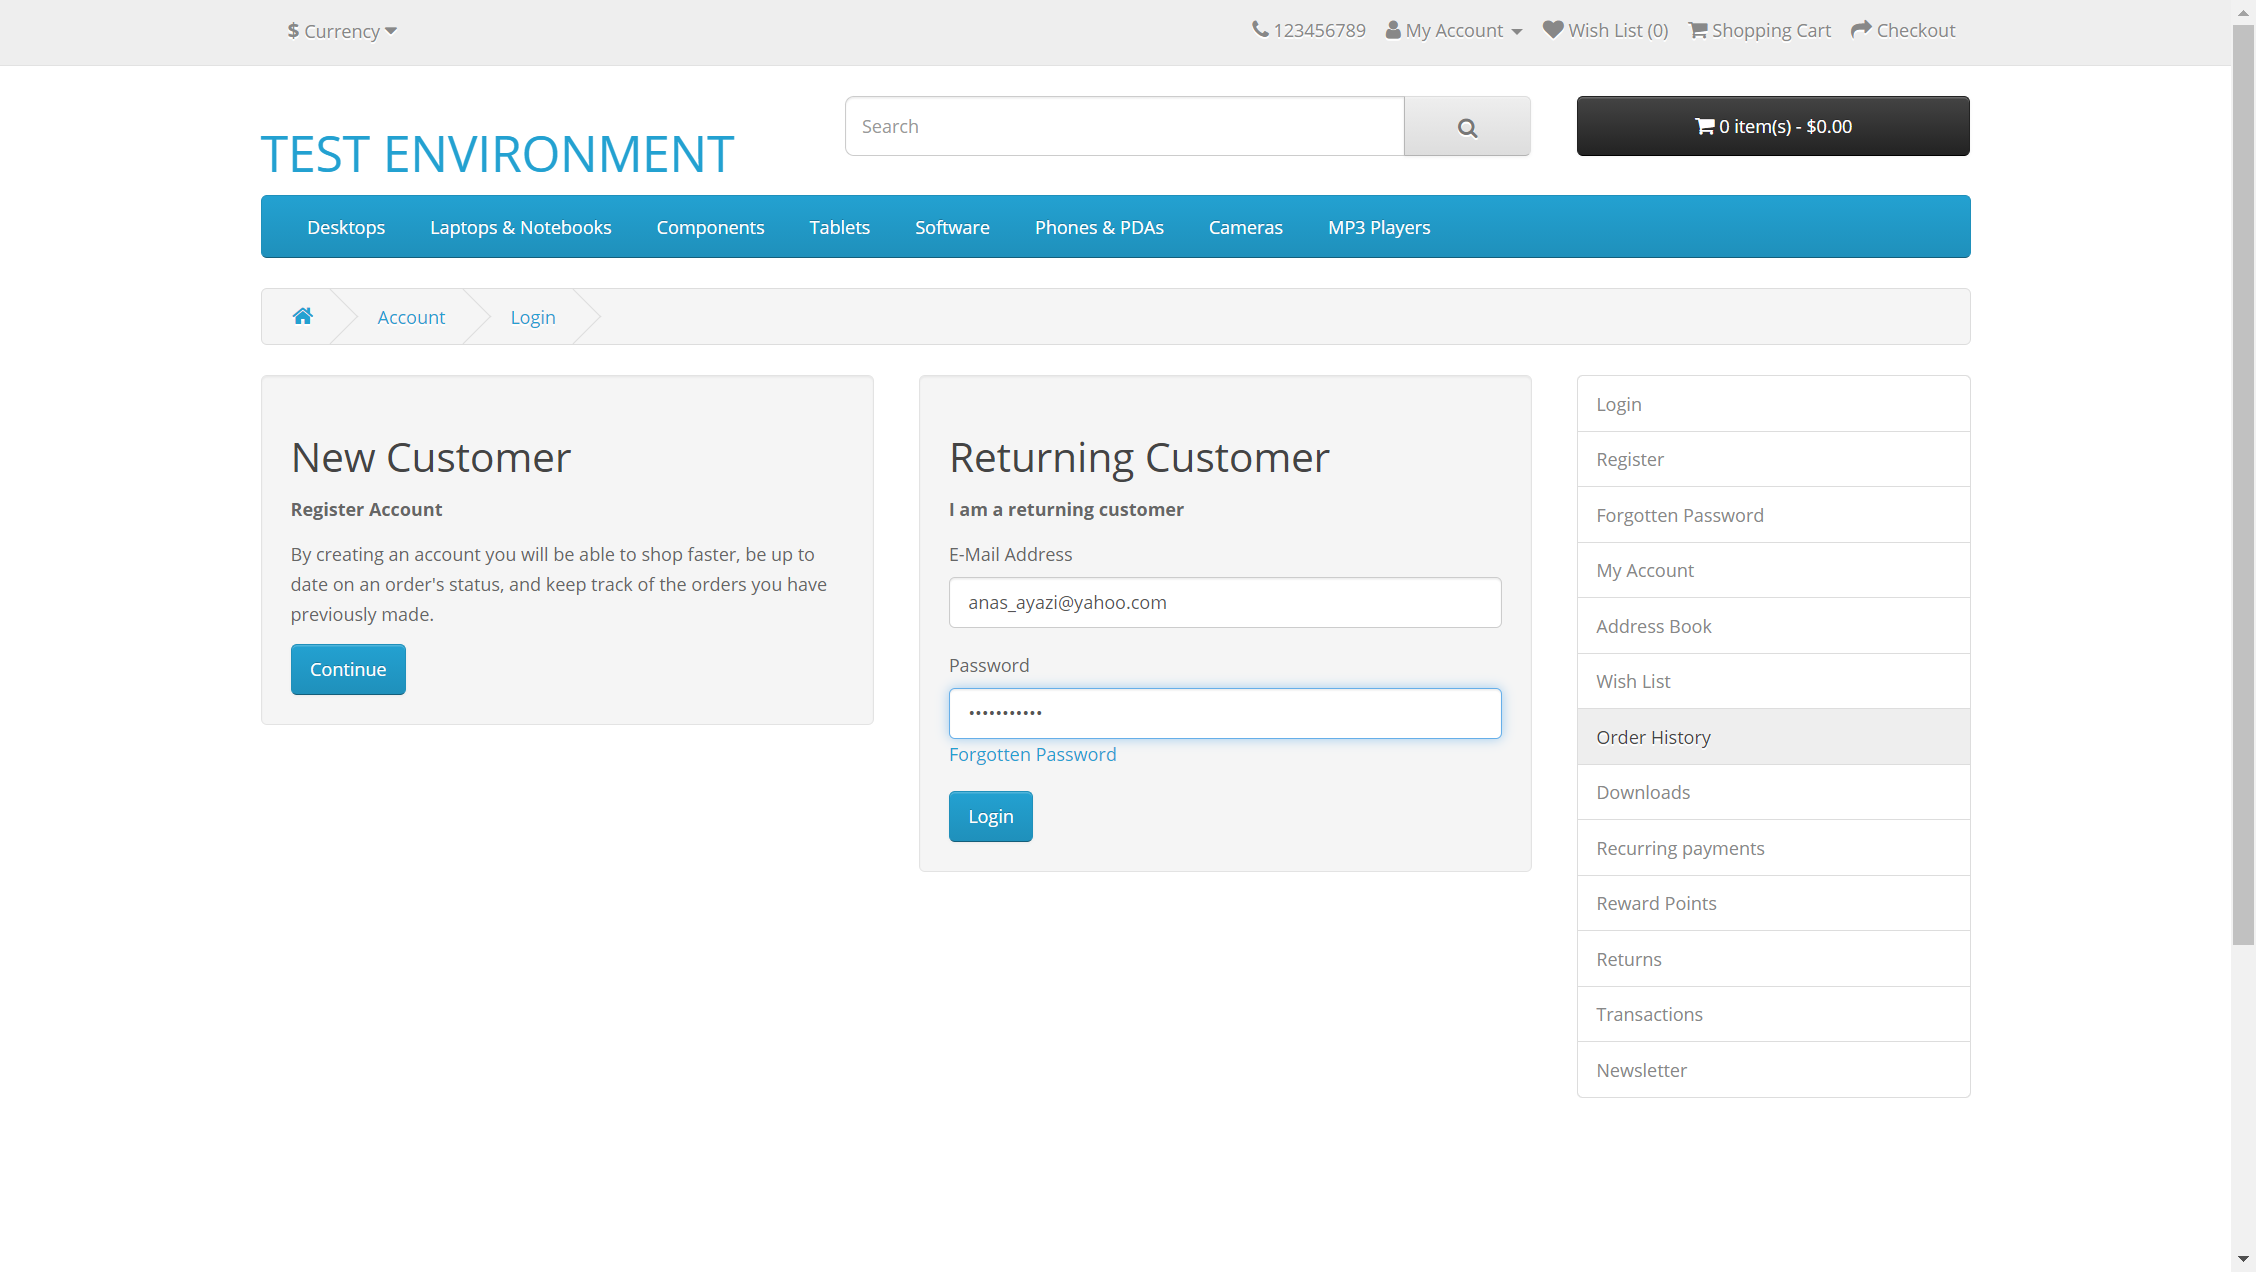 $ Currency
123456789 My Account Wish List (0) Shopping Cart Checkout
TEST ENVIRONMENT
Search
0 item(s) - $0.00
Desktops Laptops & Notebooks Components Tablets Software Phones & PDAs Cameras MP3 Players
Account Login
New Customer
Register Account
By creating an account you will be able to shop faster, be up to
date on an order's status, and keep track of the orders you have
previously made.
Continue
Returning Customer
I am a returning customer
E-Mail Address
anas_ayazi@yahoo.com
Password
•••••••••••
Forgotten Password
Login
Login
Register
Forgotten Password
My Account
Address Book
Wish List
Order History
Downloads
Recurring payments
Reward Points
Returns
Transactions
Newsletter